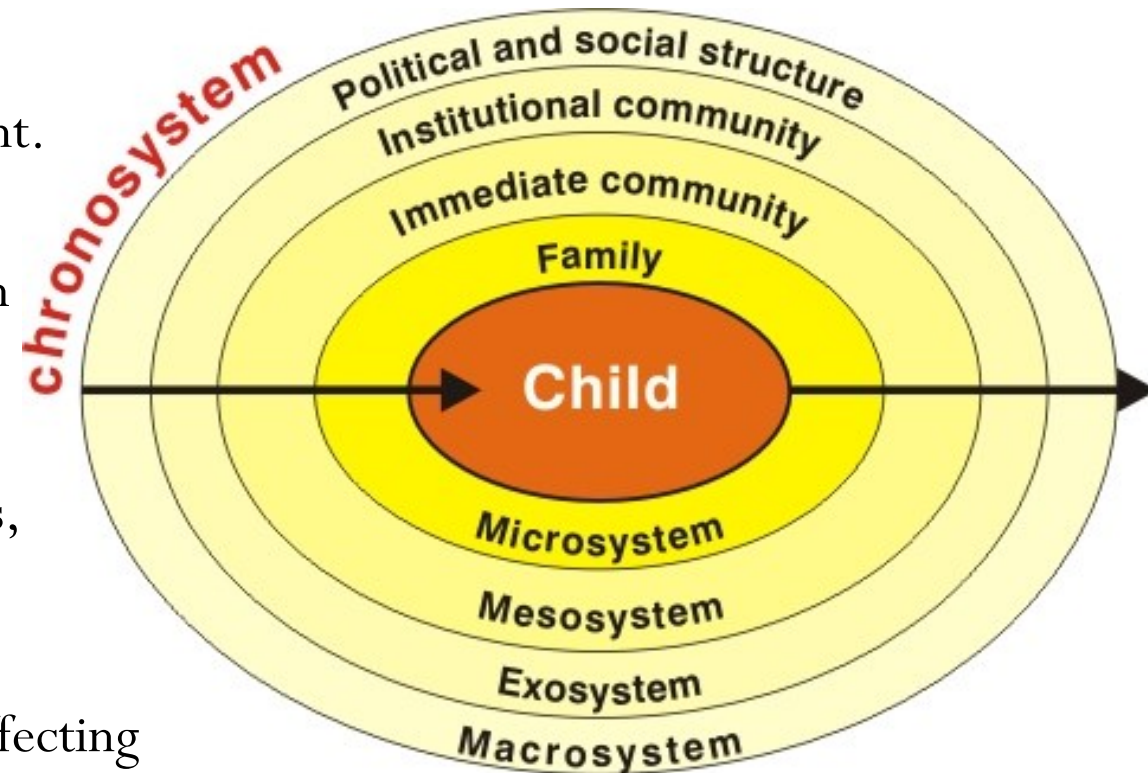 chronosystem
Political and social structure
Institutional community
Immediate community
Family
Child
Microsystem
Mesosystem
Exosystem
Macrosystem
nt.
n
s,
fecting